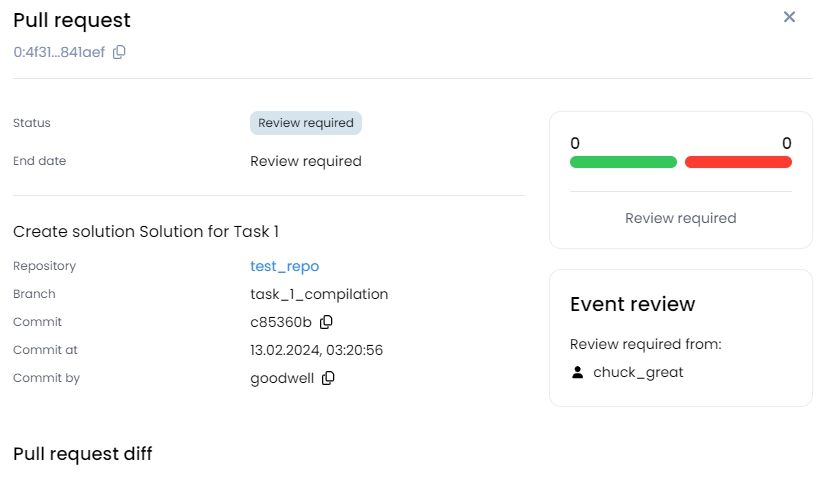 Pull request
0:4f31...841aef
Status Review required
End date Review required
Create solution Solution for Task 1
Repository test_repo
Branch task_1_compilation
Commit c85360b
Commit at 13.02.2024, 03:20:56
Commit by goodwell
0 0
Review required
Event review
Review required from:
chuck_great
Pull request diff